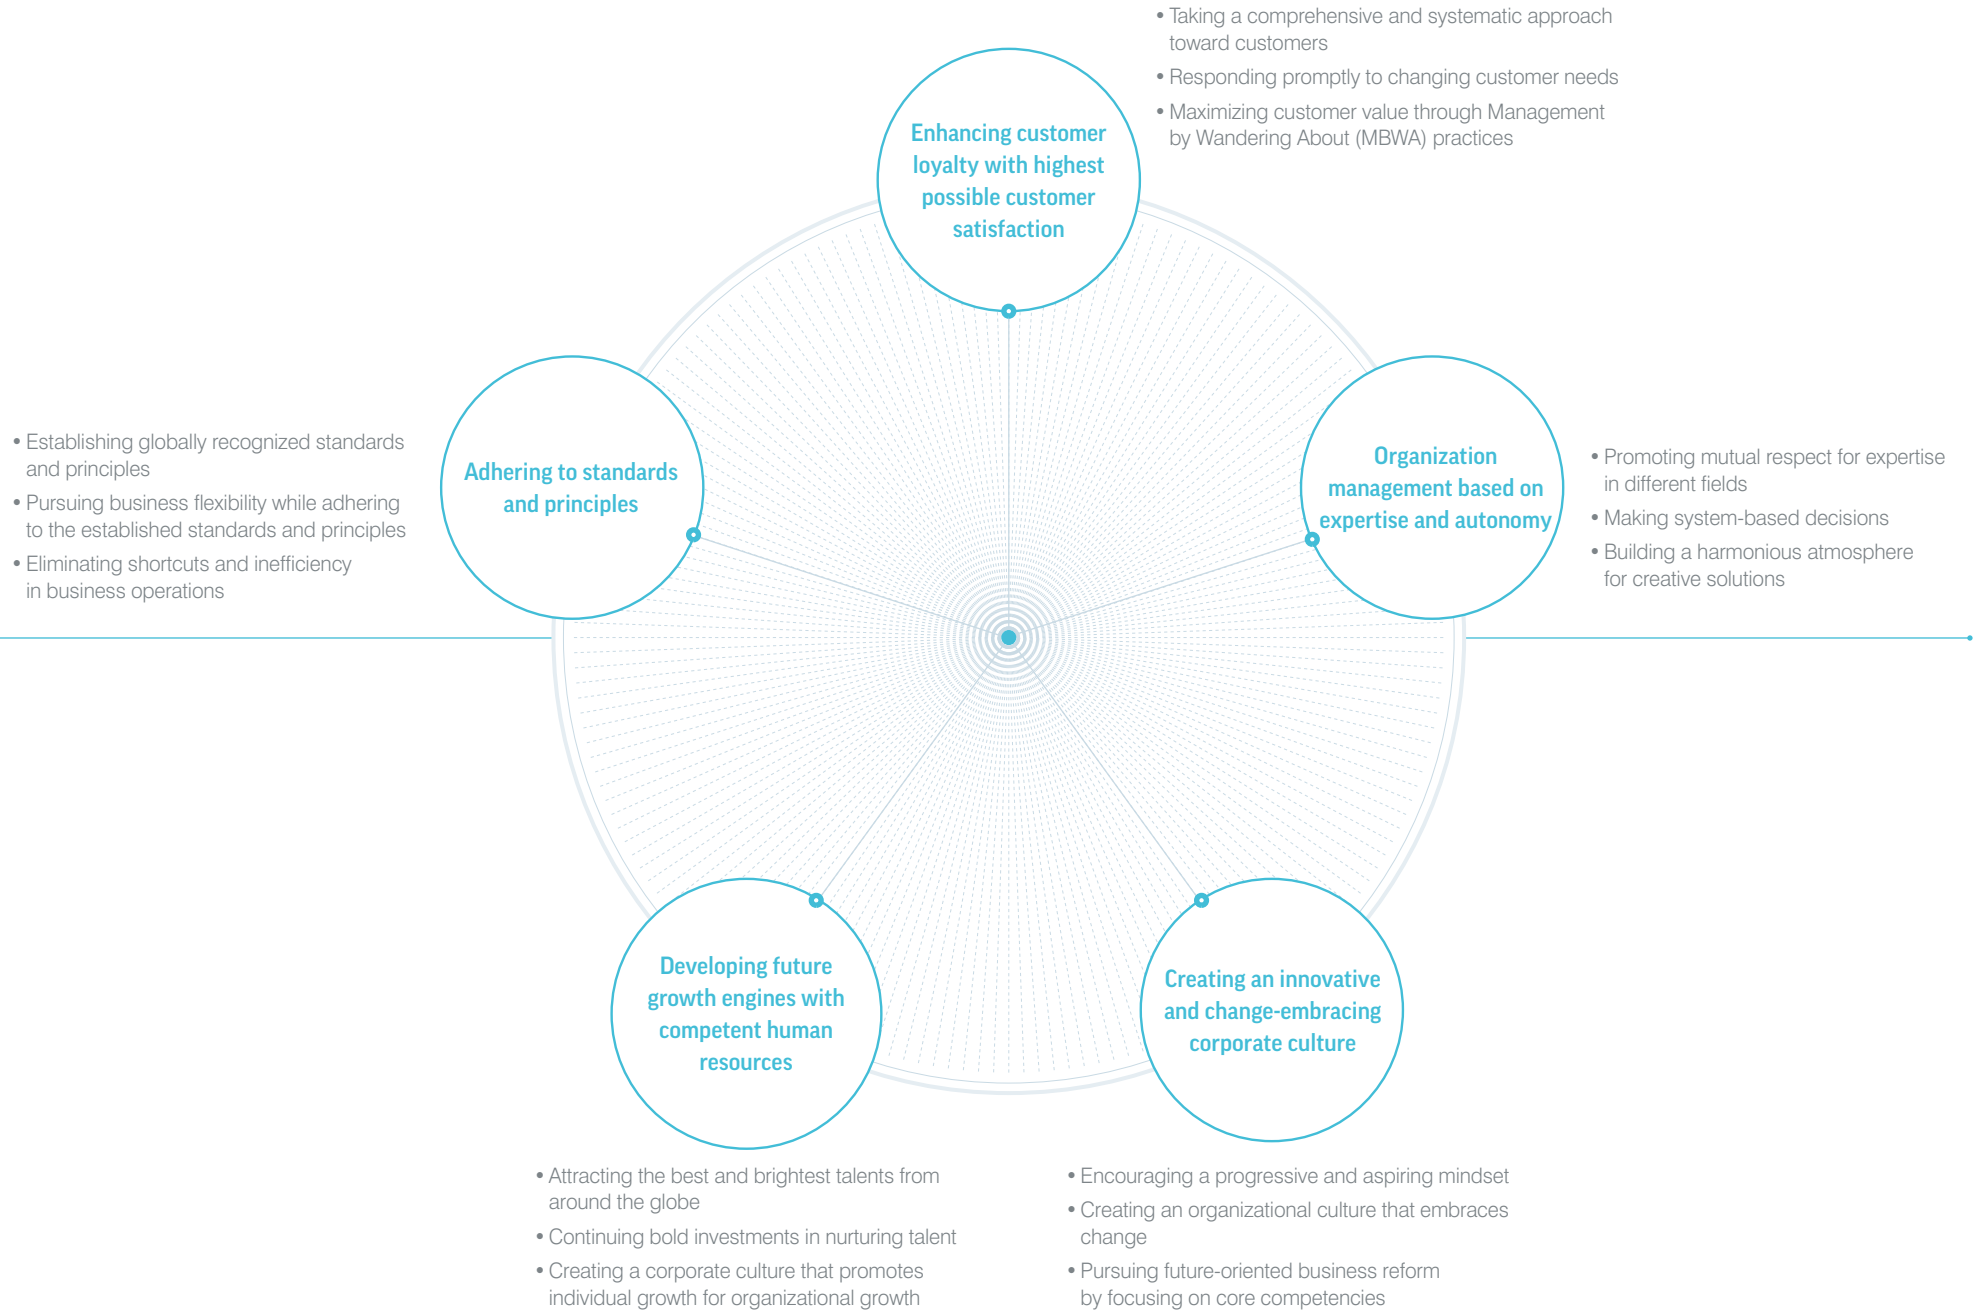 • Taking a comprehensive and systematic approach
toward customers
• Responding promptly to changing customer needs
• Maximizing customer value through Management
by Wandering About (MBWA) practices
Enhancing customer
loyalty with highest
possible customer
satisfaction
• Establishing globally recognized standards
and principles
• Pursuing business flexibility while adhering
to the established standards and principles
• Eliminating shortcuts and inefficiency
in business operations
Adhering to standards
and principles
Organization
management based on
expertise and autonomy
• Promoting mutual respect for expertise
in different fields
• Making system-based decisions
• Building a harmonious atmosphere
for creative solutions
Developing future
growth engines with
competent human
resources
Creating an innovative
and change-embracing
corporate culture
• Attracting the best and brightest talents from
around the globe
• Continuing bold investments in nurturing talent
• Creating a corporate culture that promotes
individual growth for organizational growth
• Encouraging a progressive and aspiring mindset
• Creating an organizational culture that embraces
change
• Pursuing future-oriented business reform
by focusing on core competencies